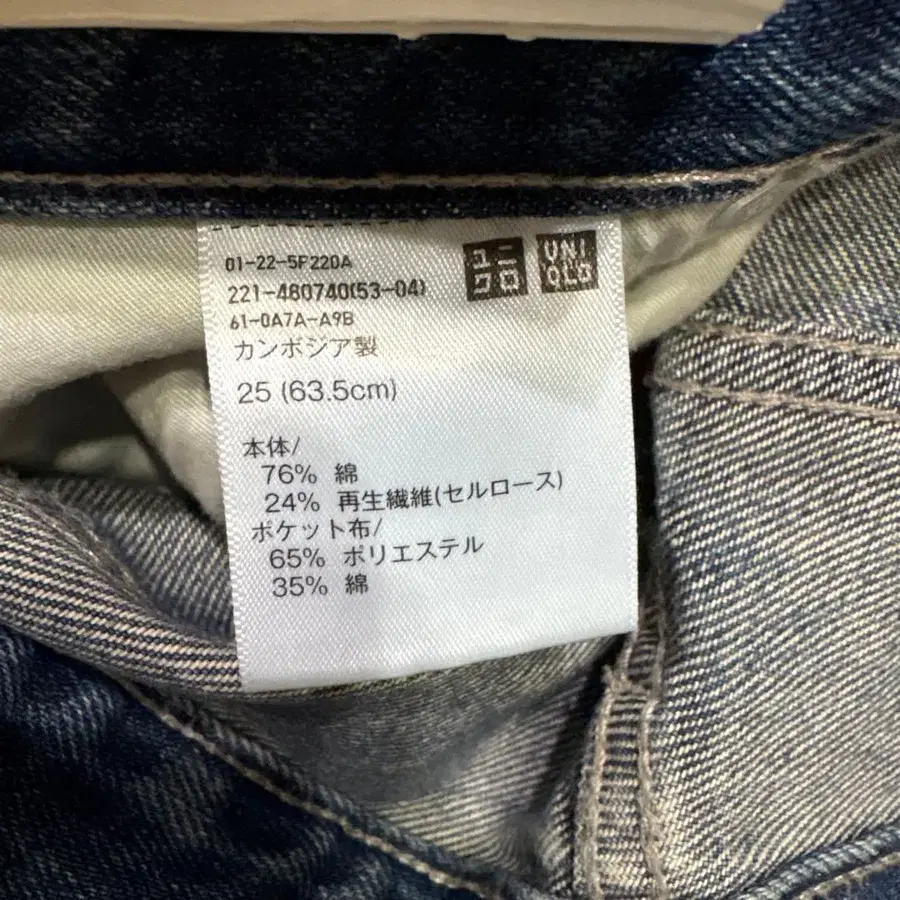 01-22-5F220A
ユニクロ
UNIQLO
221-480740(53-04)
61-0A7A-A9B
カンボジア製
25 (63.5cm)
本体/
76% 綿
24% 再生繊維(セルロース)
ポケット布/
65% ポリエステル
35% 綿